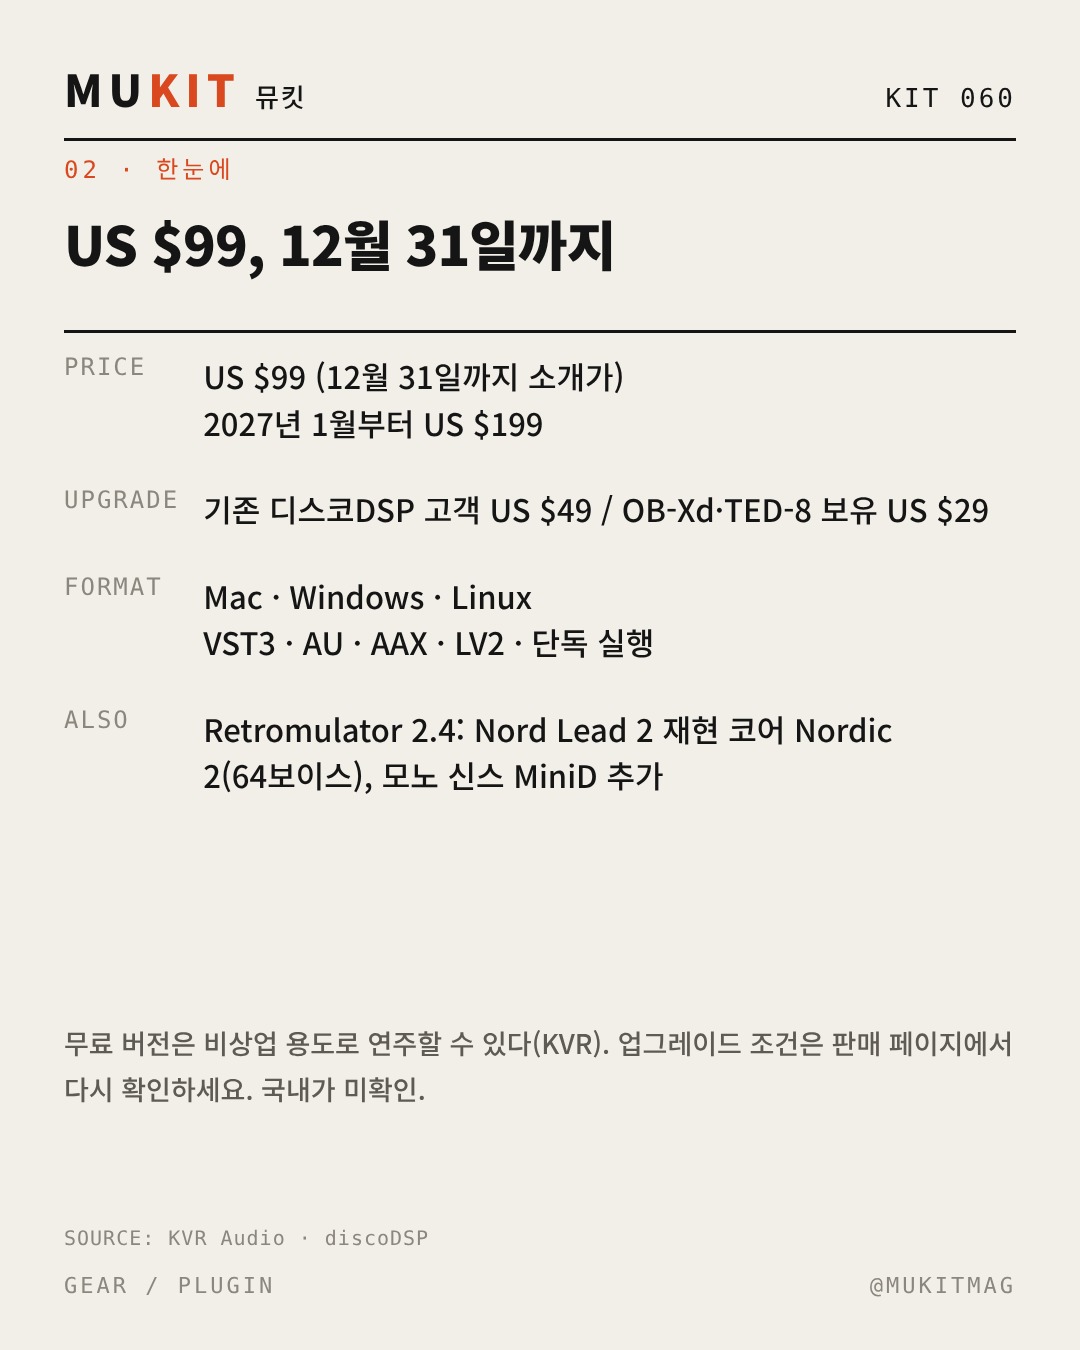 MUKIT 뮤킷
KIT 060
02 · 한눈에
US $99, 12월 31일까지
PRICE
US $99 (12월 31일까지 소개가)
2027년 1월부터 US $199
UPGRADE
기존 디스코DSP 고객 US $49 / OB-Xd·TED-8 보유 US $29
FORMAT
Mac · Windows · Linux
VST3 · AU · AAX · LV2 · 단독 실행
ALSO
Retromulator 2.4: Nord Lead 2 재현 코어 Nordic
2(64보이스), 모노 신스 MiniD 추가
무료 버전은 비상업 용도로 연주할 수 있다(KVR). 업그레이드 조건은 판매 페이지에서
다시 확인하세요. 국내가 미확인.
SOURCE: KVR Audio · discoDSP
GEAR / PLUGIN
@MUKITMAG